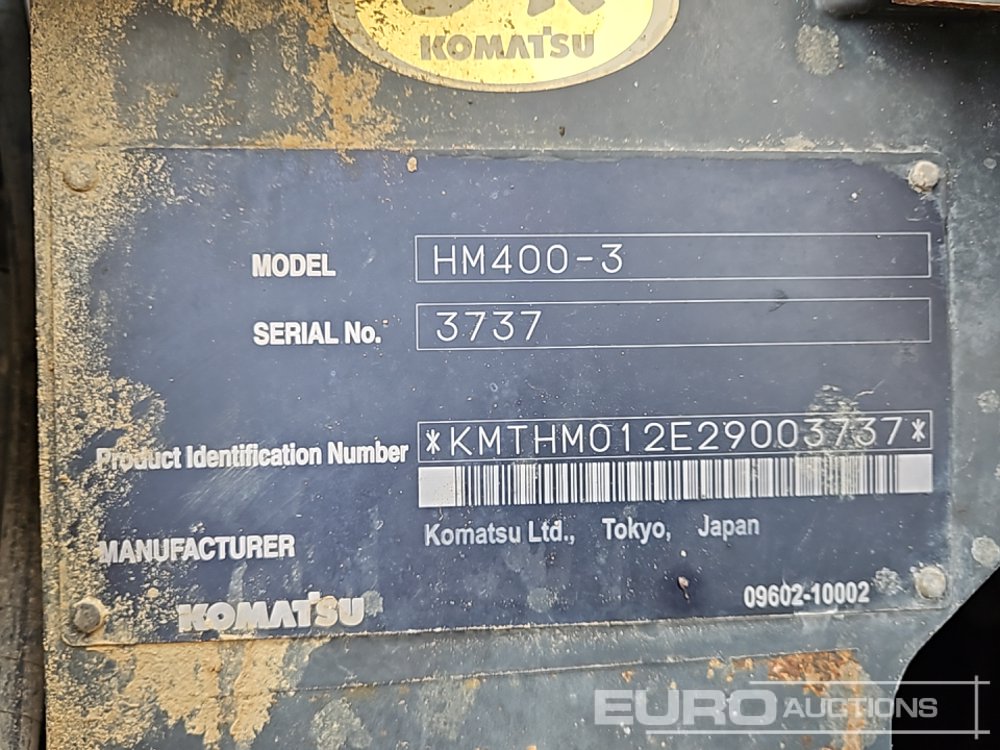 KOMATSU
MODEL HM400-3
SERIAL No. 3737
Product Identification Number *KMTHM012E29003737*
MANUFACTURER Komatsu Ltd., Tokyo, Japan
KOMATSU 09602-10002
EURO AUCTIONS